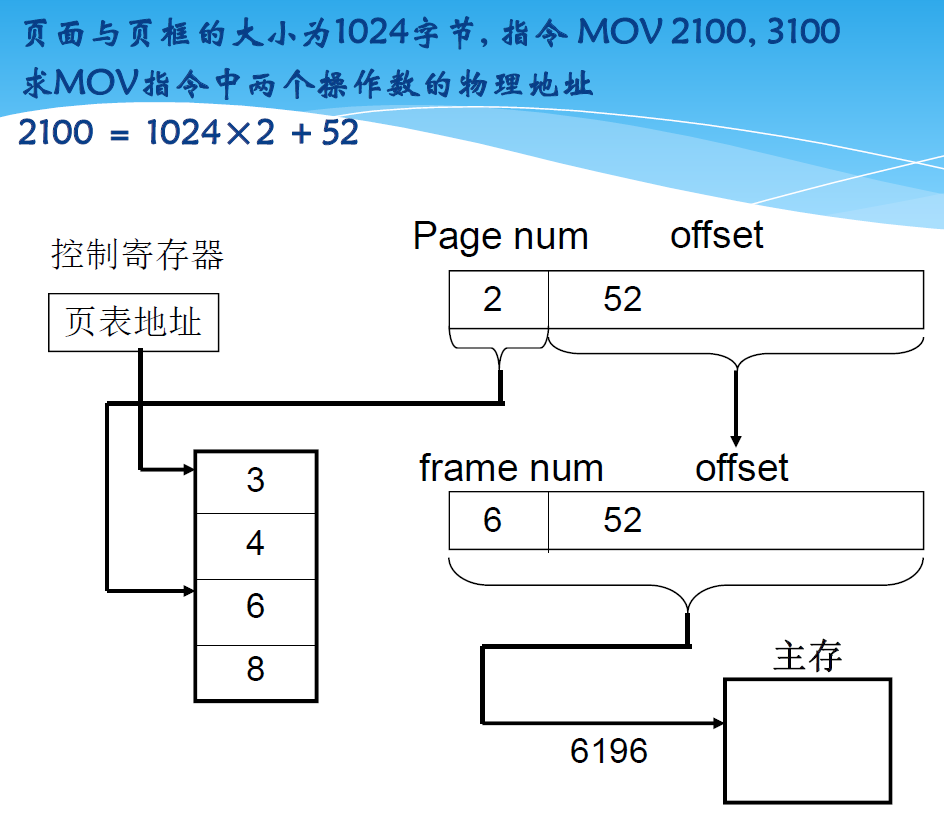 页面与页框的大小为1024字节, 指令 MOV 2100, 3100
求MOV指令中两个操作数的物理地址
2100 = 1024×2 + 52
控制寄存器
页表地址
Page num offset
2 52
3
4
6
8
frame num offset
6 52
主存
6196